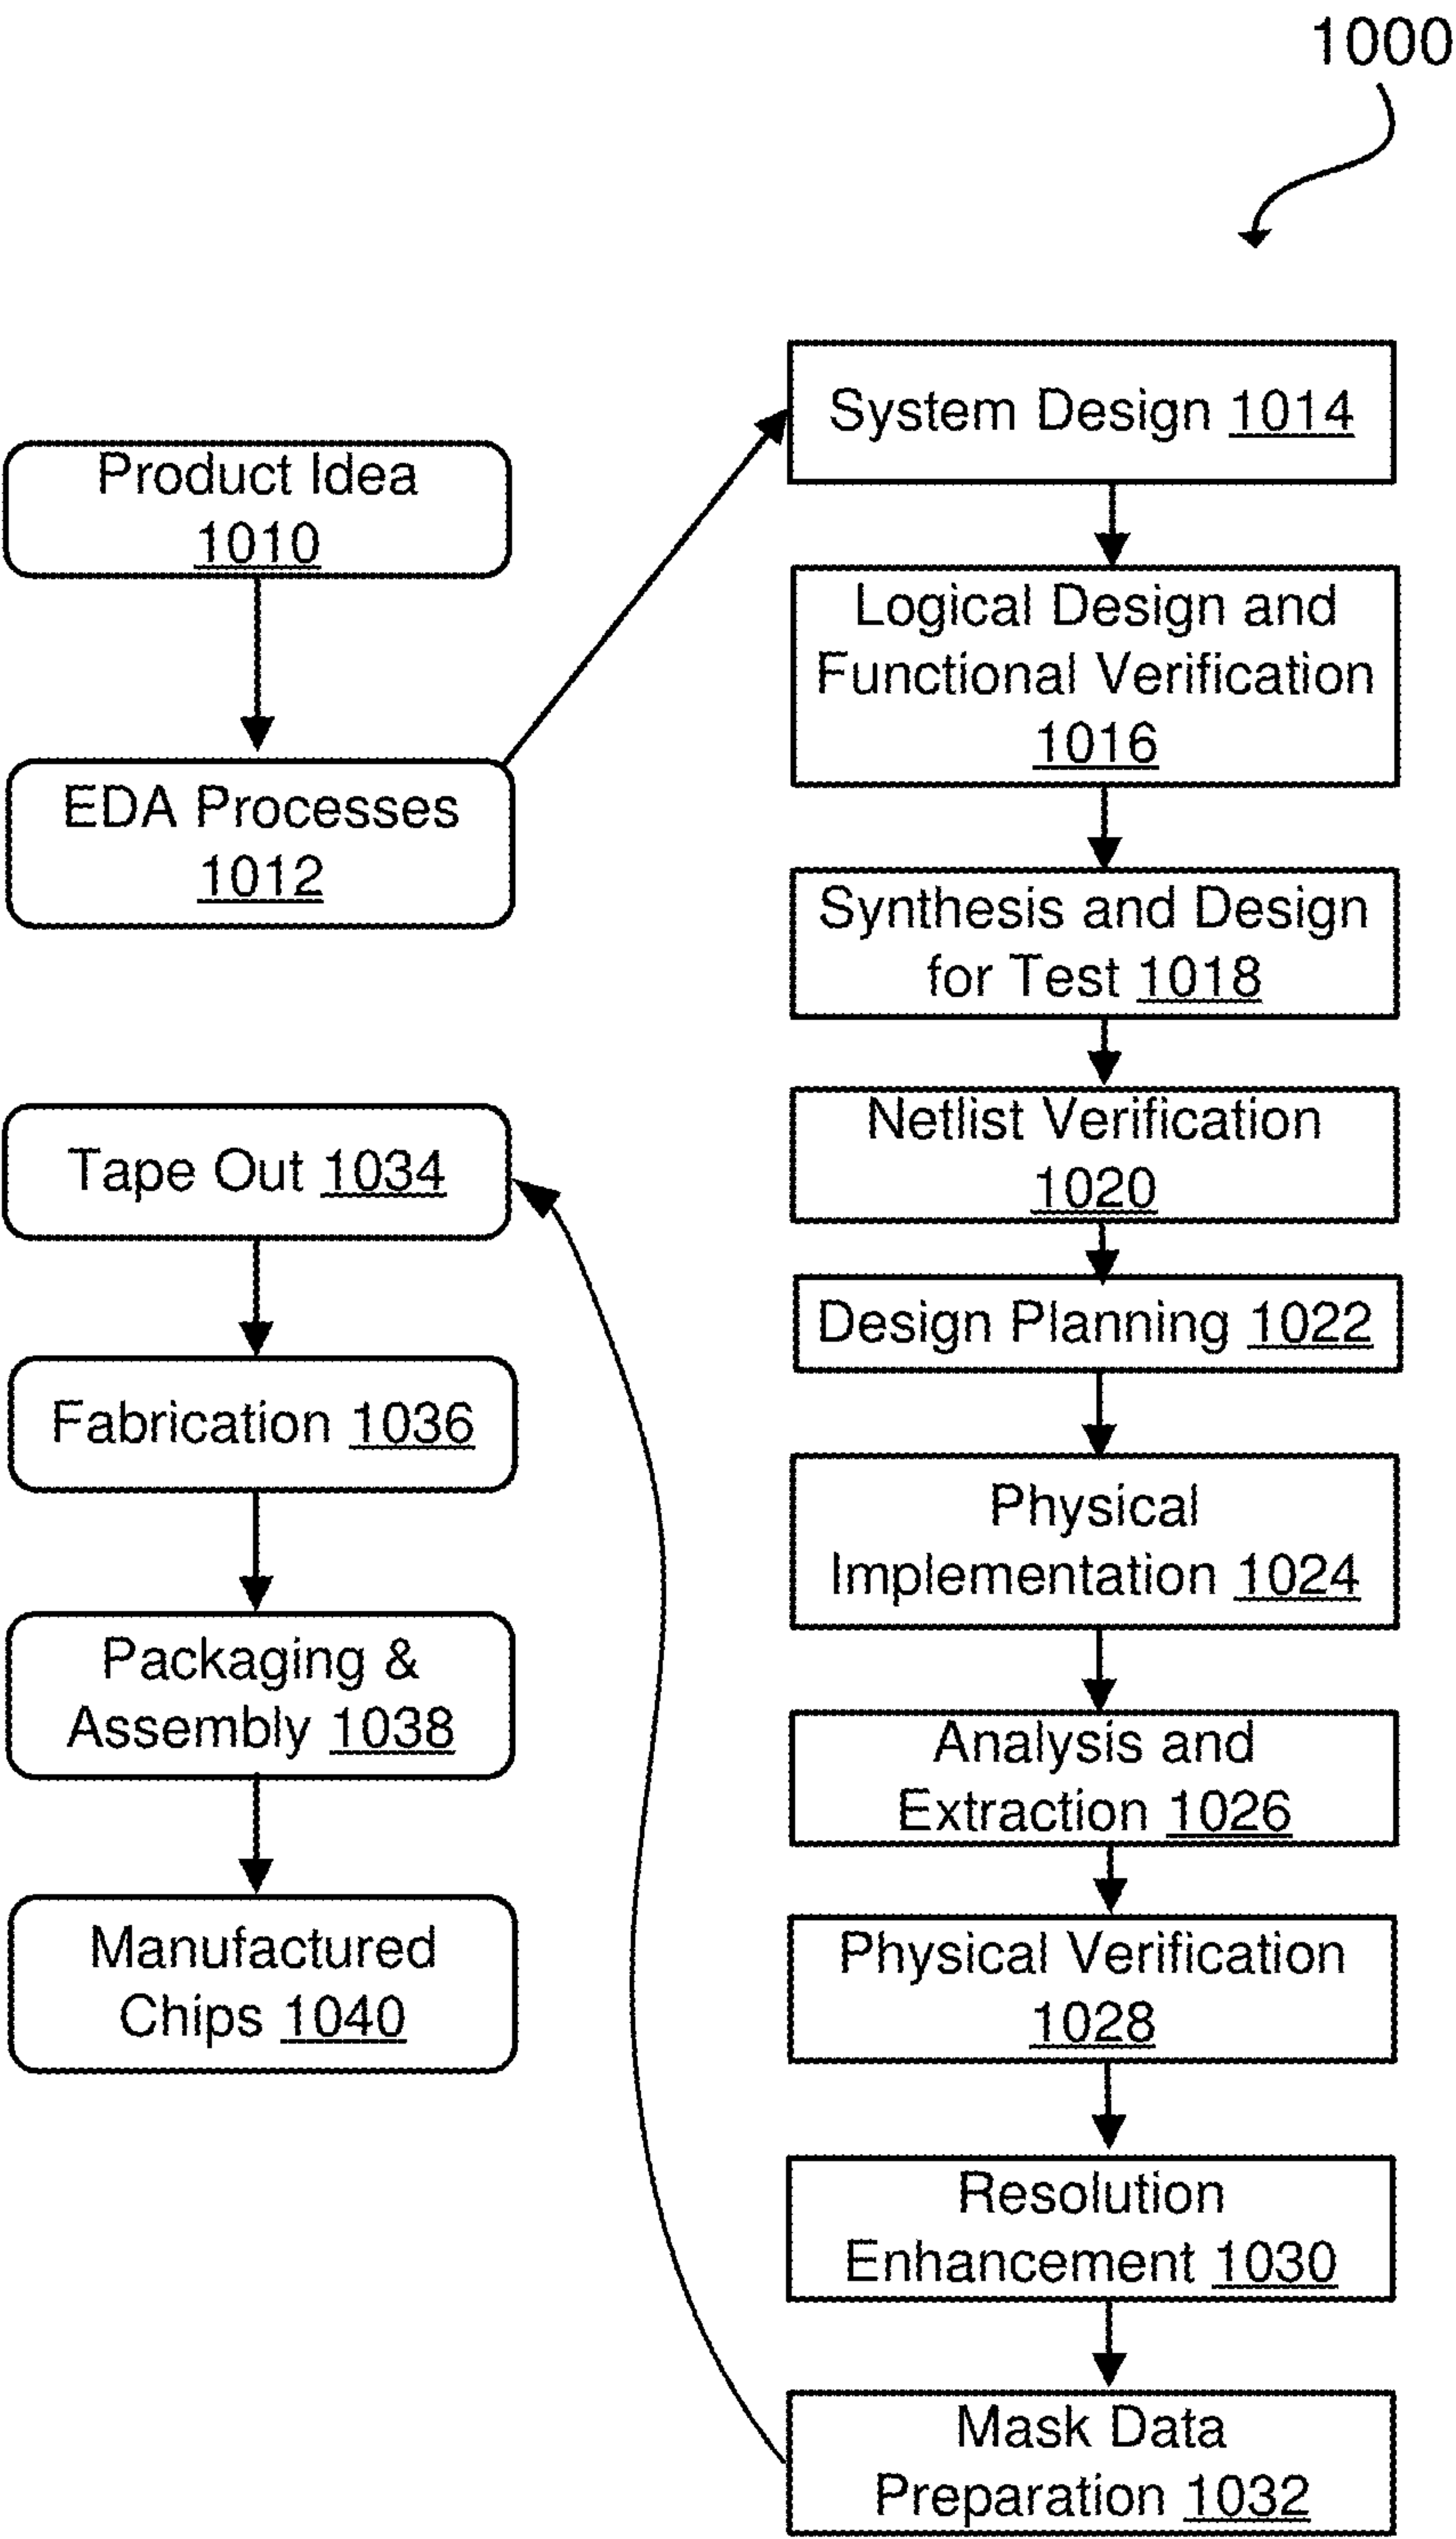 1000
Product Idea
1010
EDA Processes
1012
System Design 1014
Logical Design and
Functional Verification
1016
Synthesis and Design
for Test 1018
Netlist Verification
1020
Design Planning 1022
Physical
Implementation 1024
Analysis and
Extraction 1026
Physical Verification
1028
Resolution
Enhancement 1030
Mask Data
Preparation 1032
Tape Out 1034
Fabrication 1036
Packaging &
Assembly 1038
Manufactured
Chips 1040